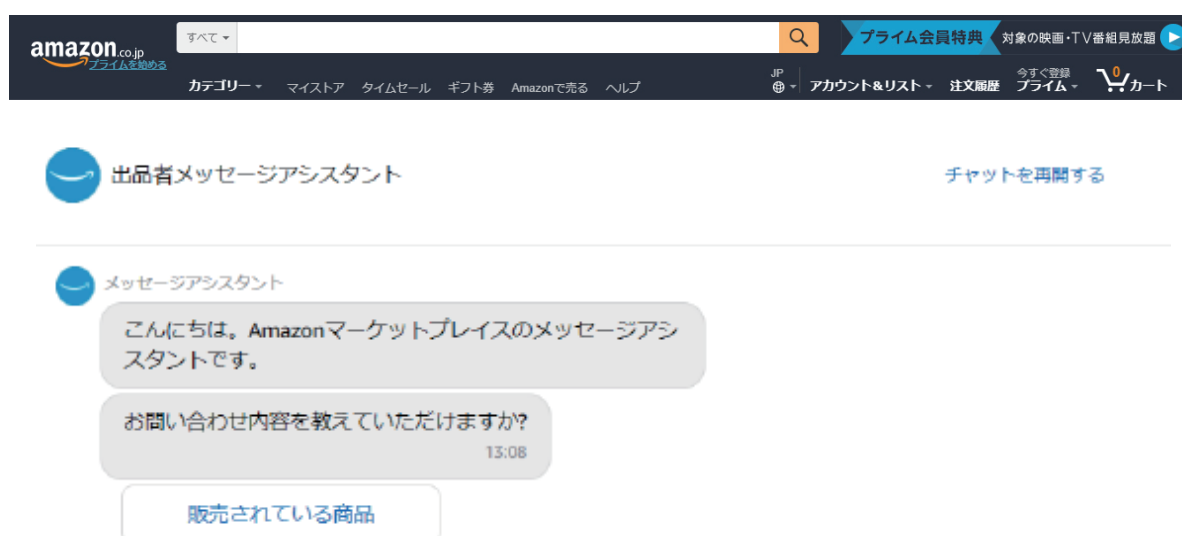 amazon.co.jp
プライムを始める
すべて
プライム会員特典 対象の映画・TV番組見放題
カテゴリー マイストア タイムセール ギフト券 Amazonで売る ヘルプ
JP アカウント&リスト 注文履歴 今すぐ登録 プライム 0 カート
出品者メッセージアシスタント
チャットを再開する
メッセージアシスタント
こんにちは。Amazonマーケットプレイスのメッセージアシ
スタントです。
お問い合わせ内容を教えていただけますか?
13:08
販売されている商品